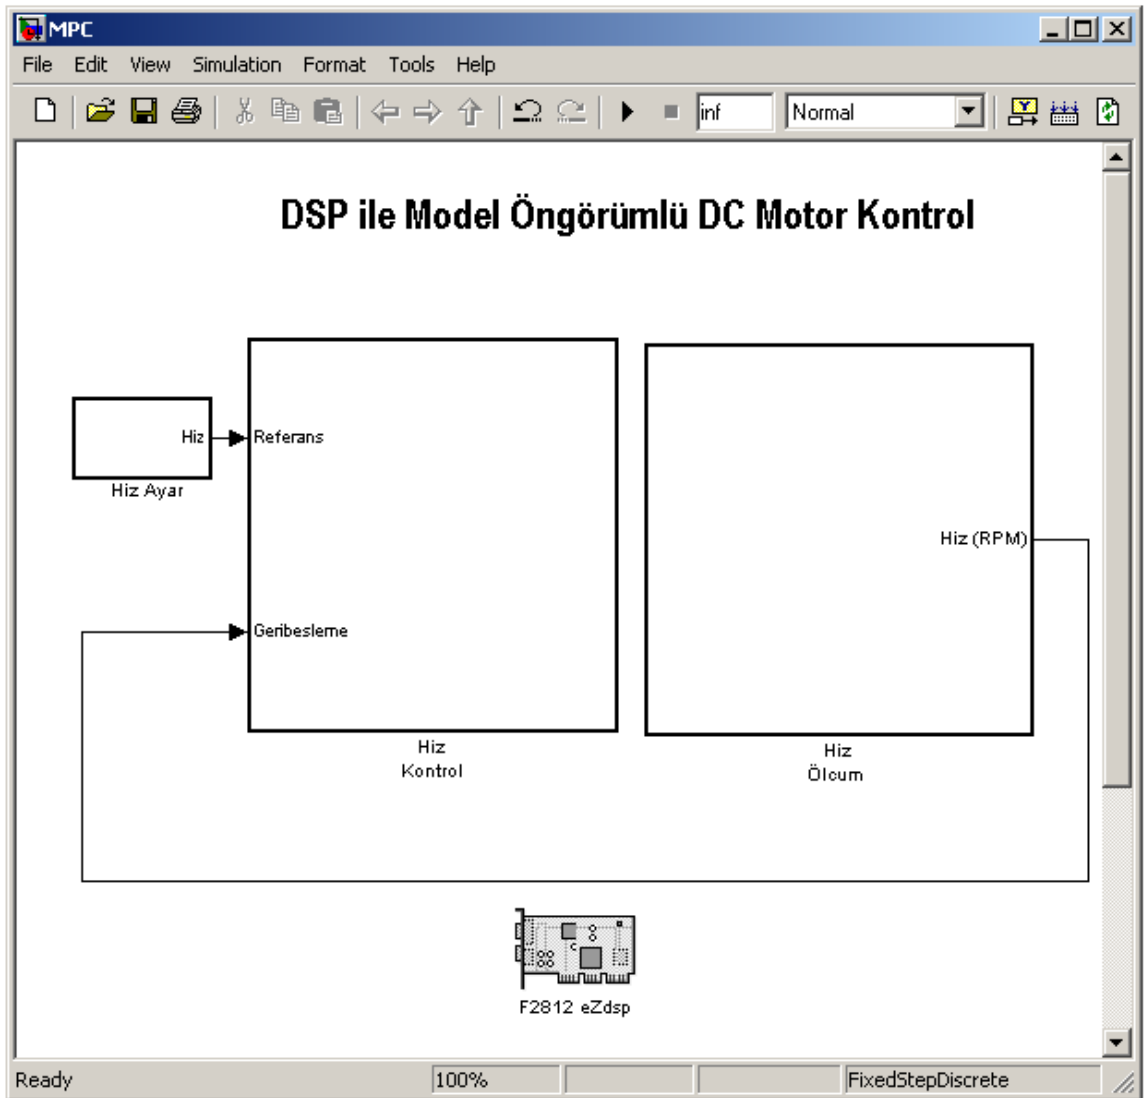 MPC
File Edit View Simulation Format Tools Help
inf Normal
DSP ile Model Öngörümlü DC Motor Kontrol
Hiz Referans
Hiz Ayar
Hiz (RPM)
Geribesleme
Hiz
Kontrol
Hiz
Ölcum
F2812 eZdsp
Ready 100% FixedStepDiscrete